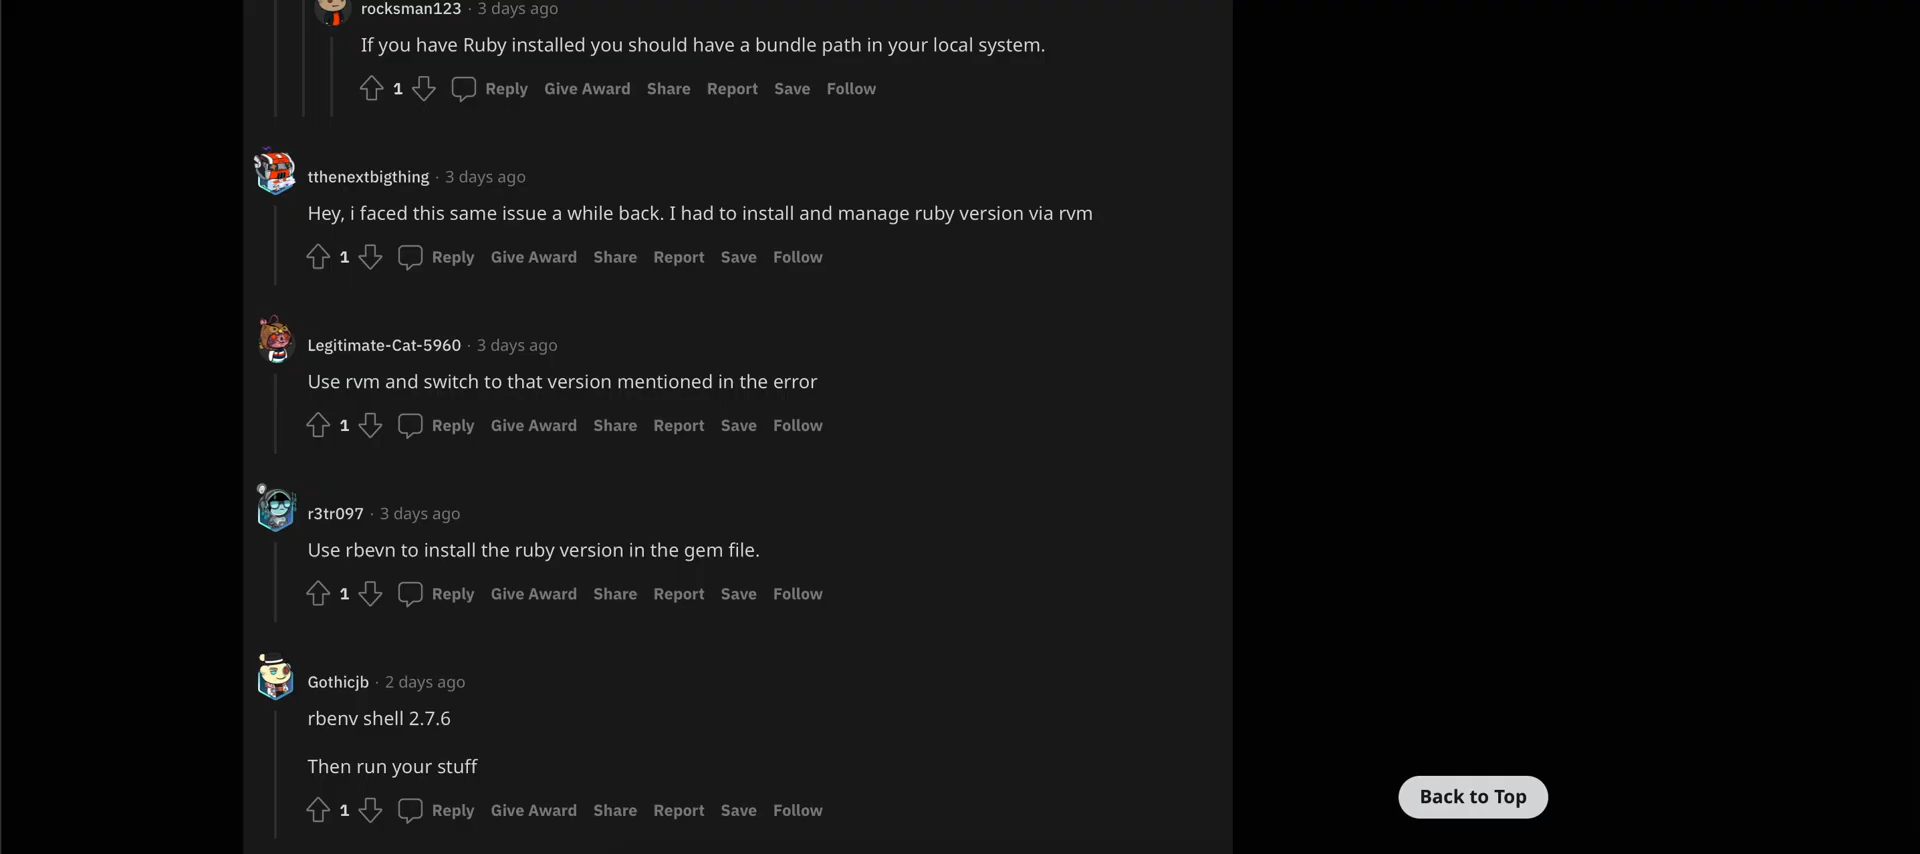 rocksman123 · 3 days ago
If you have Ruby installed you should have a bundle path in your local system.
1 Reply Give Award Share Report Save Follow
tthenextbigthing · 3 days ago
Hey, i faced this same issue a while back. I had to install and manage ruby version via rvm
1 Reply Give Award Share Report Save Follow
Legitimate-Cat-5960 · 3 days ago
Use rvm and switch to that version mentioned in the error
1 Reply Give Award Share Report Save Follow
r3tr097 · 3 days ago
Use rbevn to install the ruby version in the gem file.
1 Reply Give Award Share Report Save Follow
Gothicjb · 2 days ago
rbenv shell 2.7.6
Then run your stuff
1 Reply Give Award Share Report Save Follow
Back to Top